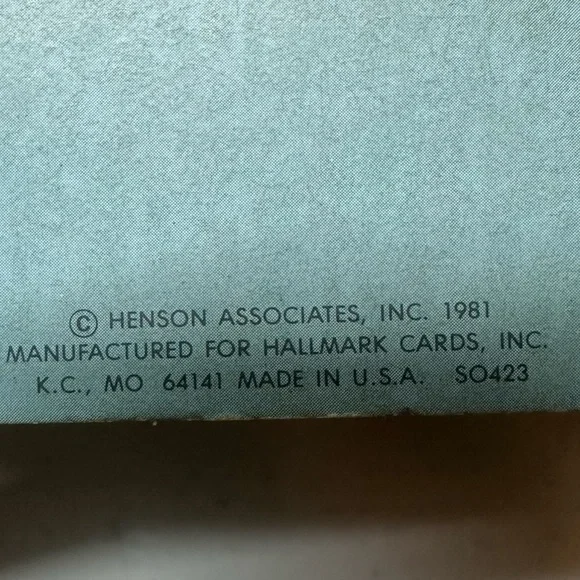 © HENSON ASSOCIATES, INC. 1981
MANUFACTURED FOR HALLMARK CARDS, INC.
K.C., MO 64141 MADE IN U.S.A. SO423